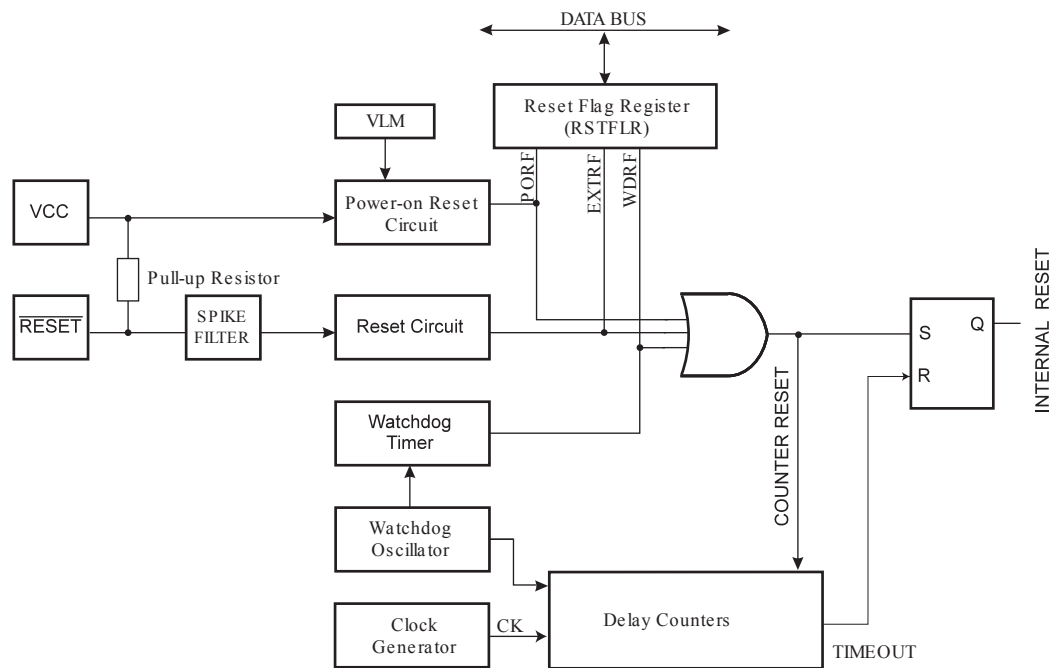 DATA BUS
Reset Flag Register
(RSTFLR)
VLM
PORF
EXTRF
WDRF
VCC
Power-on Reset
Circuit
Pull-up Resistor
RESET
SPIKE
FILTER
Reset Circuit
S
Q
R
INTERNAL RESET
Watchdog
Timer
COUNTER RESET
Watchdog
Oscillator
Delay Counters
Clock
Generator
CK
TIMEOUT